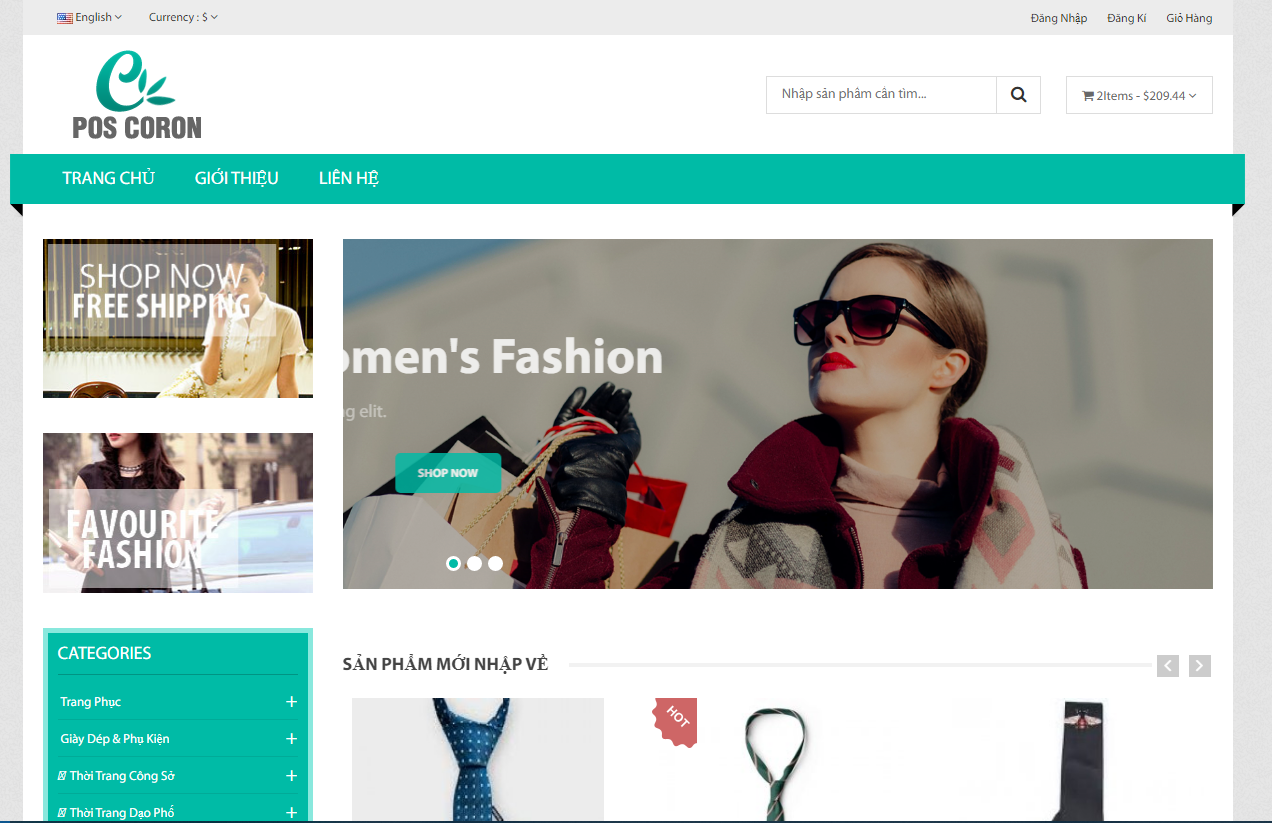 English
Currency : $
Đăng Nhập
Đăng Kí
Giỏ Hàng
POS CORON
Nhập sản phẩm cần tìm...
2Items - $209.44
TRANG CHỦ
GIỚI THIỆU
LIÊN HỆ
SHOP NOW
FREE SHIPPING
omen's Fashion
ng elit.
SHOP NOW
FAVOURITE
FASHION
CATEGORIES
Trang Phục
Giày Dép & Phụ Kiện
Thời Trang Công Sở
Thời Trang Dạo Phố
SẢN PHẨM MỚI NHẬP VỀ
HOT